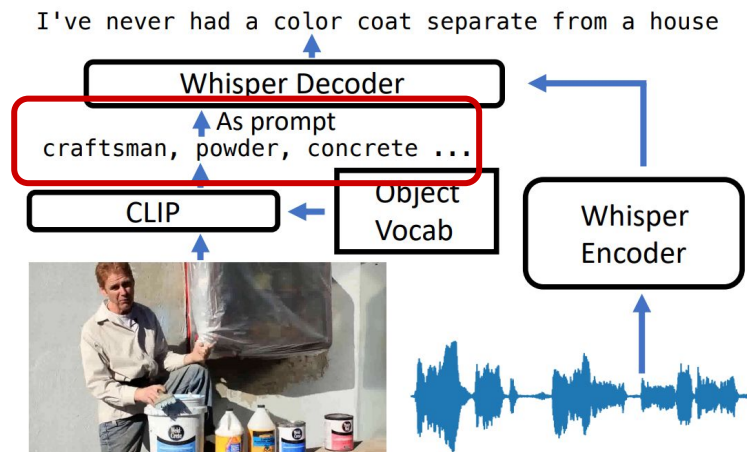 I've never had a color coat separate from a house
Whisper Decoder
As prompt
craftsman, powder, concrete ...
CLIP
Object
Vocab
Whisper
Encoder